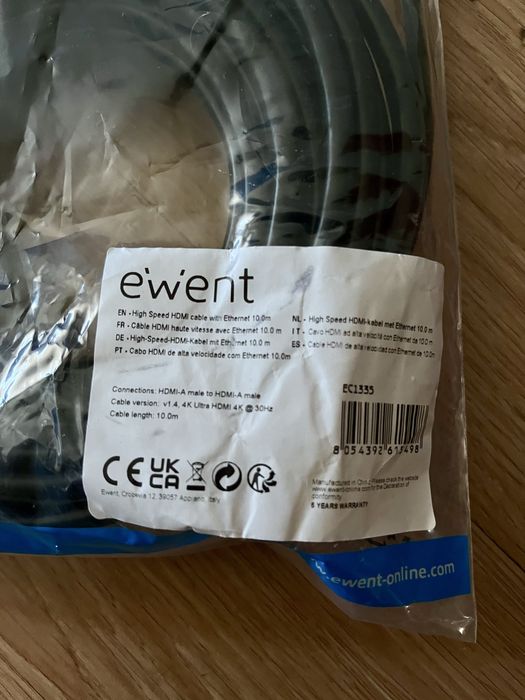 ewent
EN - High Speed HDMI cable with Ethernet 10.0m
FR - Câble HDMI haute vitesse avec Ethernet 10.0 m
DE - High-Speed-HDMI-Kabel mit Ethernet 10.0m
PT - Cabo HDMI de alta velocidade com Ethernet 10.0m
NL - High Speed HDMI-kabel met Ethernet 10.0 m
IT - Cavo HDMI ad alta velocità con Ethernet de 10.0 m
ES - Cable HDMI de alta velocidad con Ethernet de 10.0m
Connections: HDMI-A male to HDMI-A male
Cable version: v1.4, 4K Ultra HDMI 4K @ 30Hz
Cable length: 10.0m
EC1335
8 054392 615498
CE UK CA
Ewent, 12, 39057 Appiano, Italy
Manufactured in China Please check the website
www.ewent-online.com for the Declaration of
conformity
5 YEARS WARRANTY
.ewent-online.com